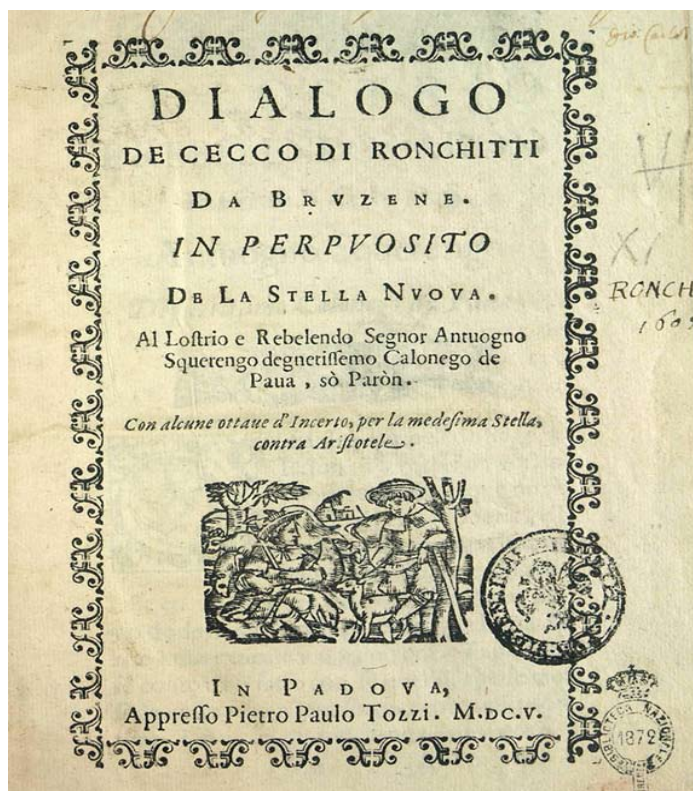 DIALOGO
DE CECCO DI RONCHITTI
DA BRVZENE.
IN PERPVOSITO
DE LA STELLA NVOVA.
Al Loſtrio e Rebelendo Segnor Antuogno
Squerengo degnetiſſemo Calonego de
Paua, sò Paròn.
Con alcune ottaue d'Incerto, per la medeſima Stella,
contra Ariſtotele.
IN PADOVA,
Appreſſo Pietro Paulo Tozzi. M.DC.V.
VI
XI
RONCH
1605
1872